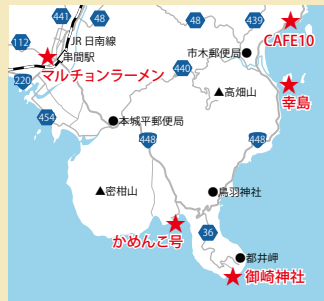 441
48
48
439
CAFE10
112
JR 日南線
串間駅
市木郵便局
マルチョンラーメン
440
220
▲高畑山
幸島
454
●本城平郵便局
448
448
▲密柑山
●鳥羽神社
かめんこ号
36
●都井岬
御崎神社